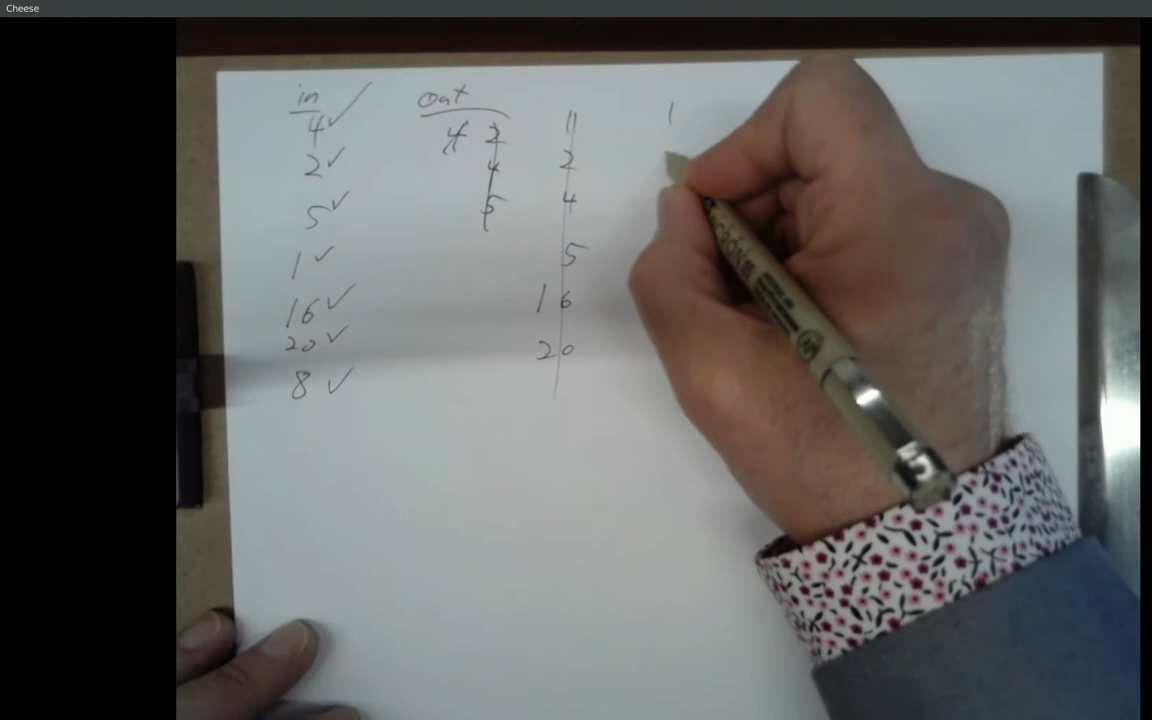 Cheese
in out
4 4 2 1 1
2 4 2
5 5 4
1 5
16 16
20 20
8